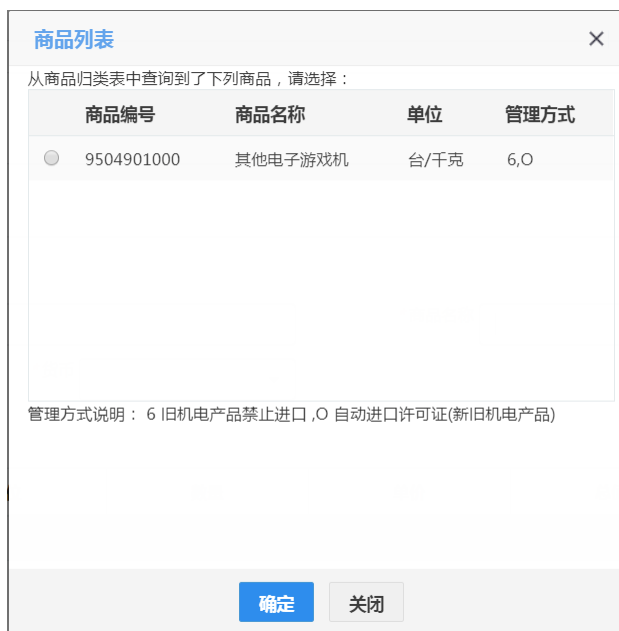 商品列表 ×
从商品归类表中查询到了下列商品，请选择：
商品编号 商品名称 单位 管理方式
9504901000 其他电子游戏机 台/千克 6,O
管理方式说明： 6 旧机电产品禁止进口 ,O 自动进口许可证(新旧机电产品)
确定 关闭